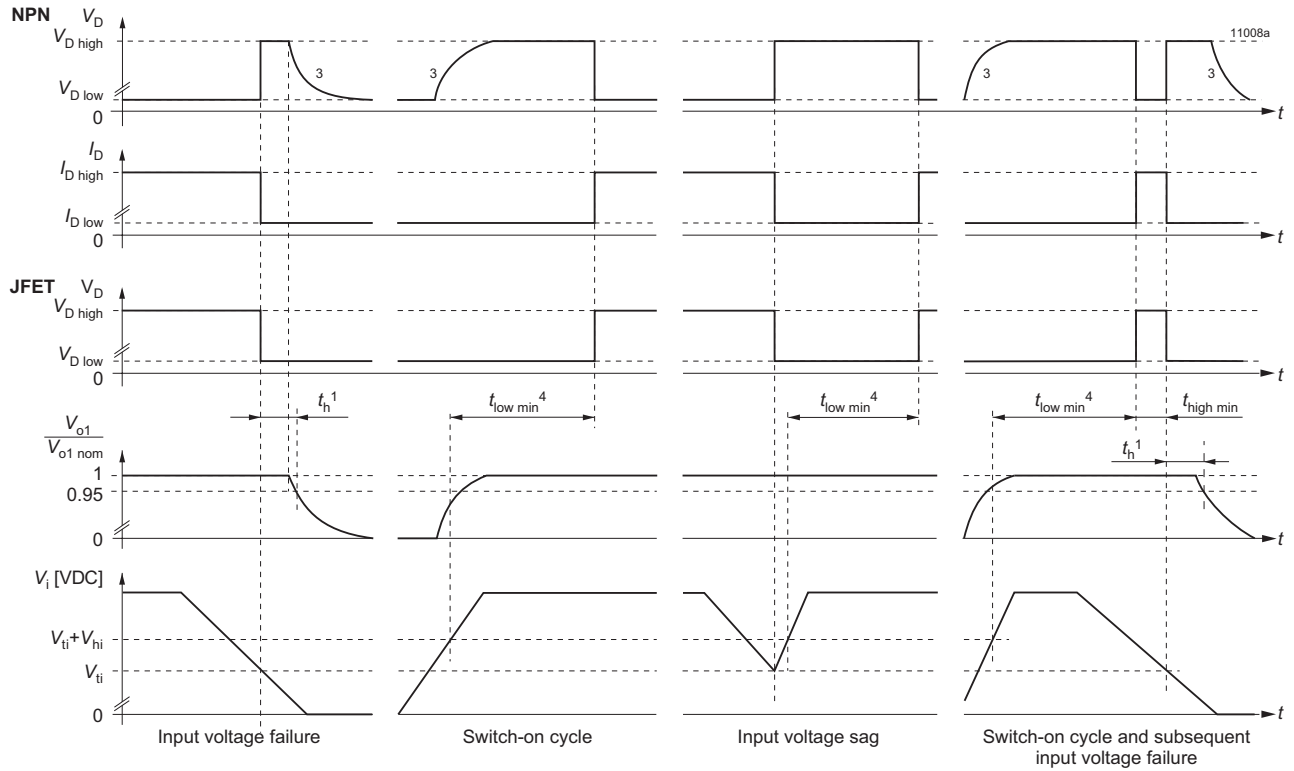 NPN V_D
V_D high
3 3 3 3
11008a
V_D low
0 t
I_D
I_D high
I_D low
0 t
JFET V_D
V_D high
V_D low
0 t
t_h^1 t_low min^4 t_low min^4 t_low min^4 t_high min
V_o1
V_o1 nom
t_h^1
1
0.95
0 t
V_i [VDC]
V_ti+V_hi
V_ti
0 t
Input voltage failure Switch-on cycle Input voltage sag Switch-on cycle and subsequent
input voltage failure